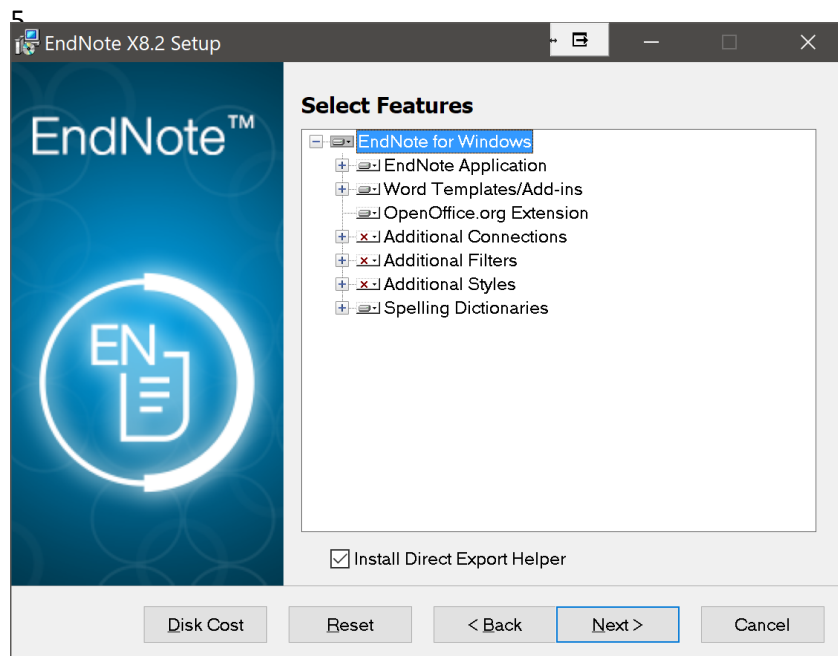 5
EndNote X8.2 Setup
EndNote™
Select Features
EndNote for Windows
EndNote Application
Word Templates/Add-ins
OpenOffice.org Extension
Additional Connections
Additional Filters
Additional Styles
Spelling Dictionaries
EN
Install Direct Export Helper
Disk Cost Reset < Back Next > Cancel